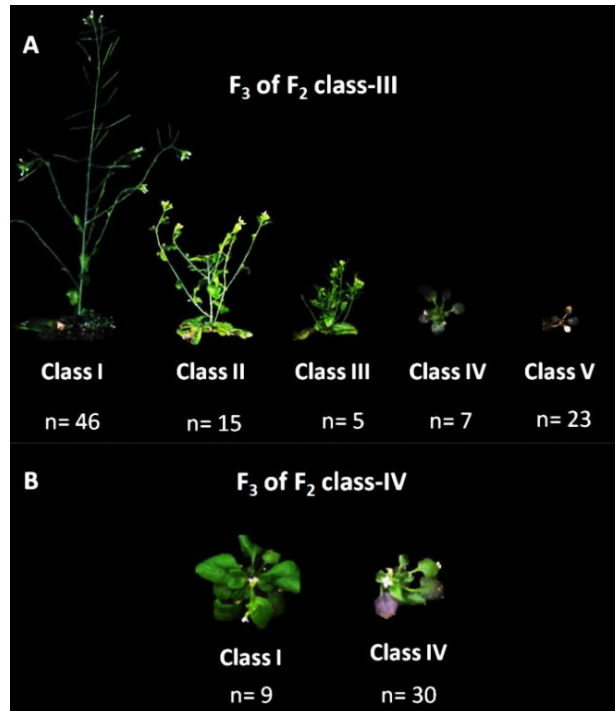 A
F₃ of F₂ class-III
Class I Class II Class III Class IV Class V
n= 46 n= 15 n= 5 n= 7 n= 23
B
F₃ of F₂ class-IV
Class I Class IV
n= 9 n= 30